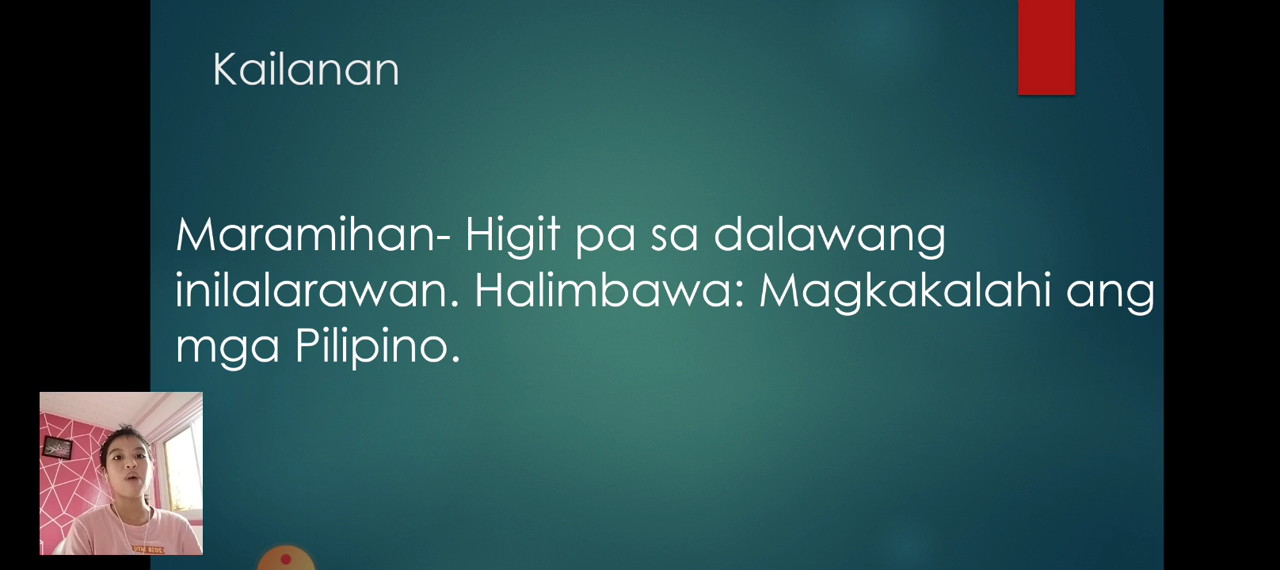 Kailanan
Maramihan- Higit pa sa dalawang
inilalarawan. Halimbawa: Magkakalahi ang
mga Pilipino.